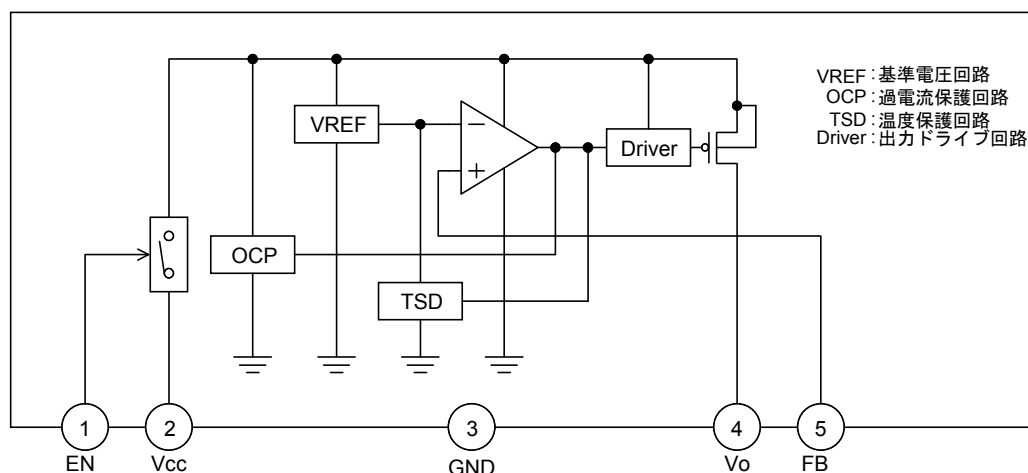 VREF：基準電圧回路
OCP：過電流保護回路
TSD：温度保護回路
Driver：出力ドライブ回路
VREF
−
+
Driver
OCP
TSD
1
2
3
4
5
EN
Vcc
GND
Vo
FB